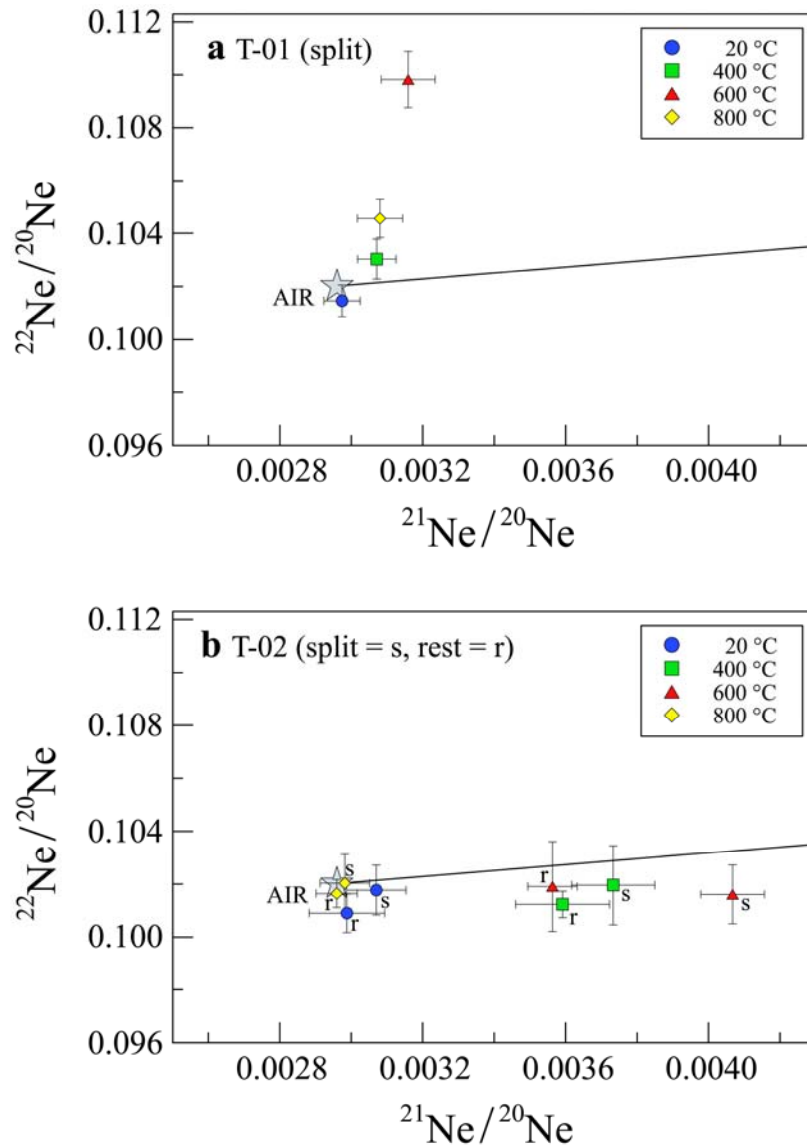 a T-01 (split)
20 °C
400 °C
600 °C
800 °C
0.112
0.108
0.104
0.100
0.096
²²Ne/²⁰Ne
AIR
0.0028 0.0032 0.0036 0.0040
²¹Ne/²⁰Ne
b T-02 (split = s, rest = r)
20 °C
400 °C
600 °C
800 °C
0.112
0.108
0.104
0.100
0.096
²²Ne/²⁰Ne
AIR
s
r
s
r
r
r
s
s
0.0028 0.0032 0.0036 0.0040
²¹Ne/²⁰Ne